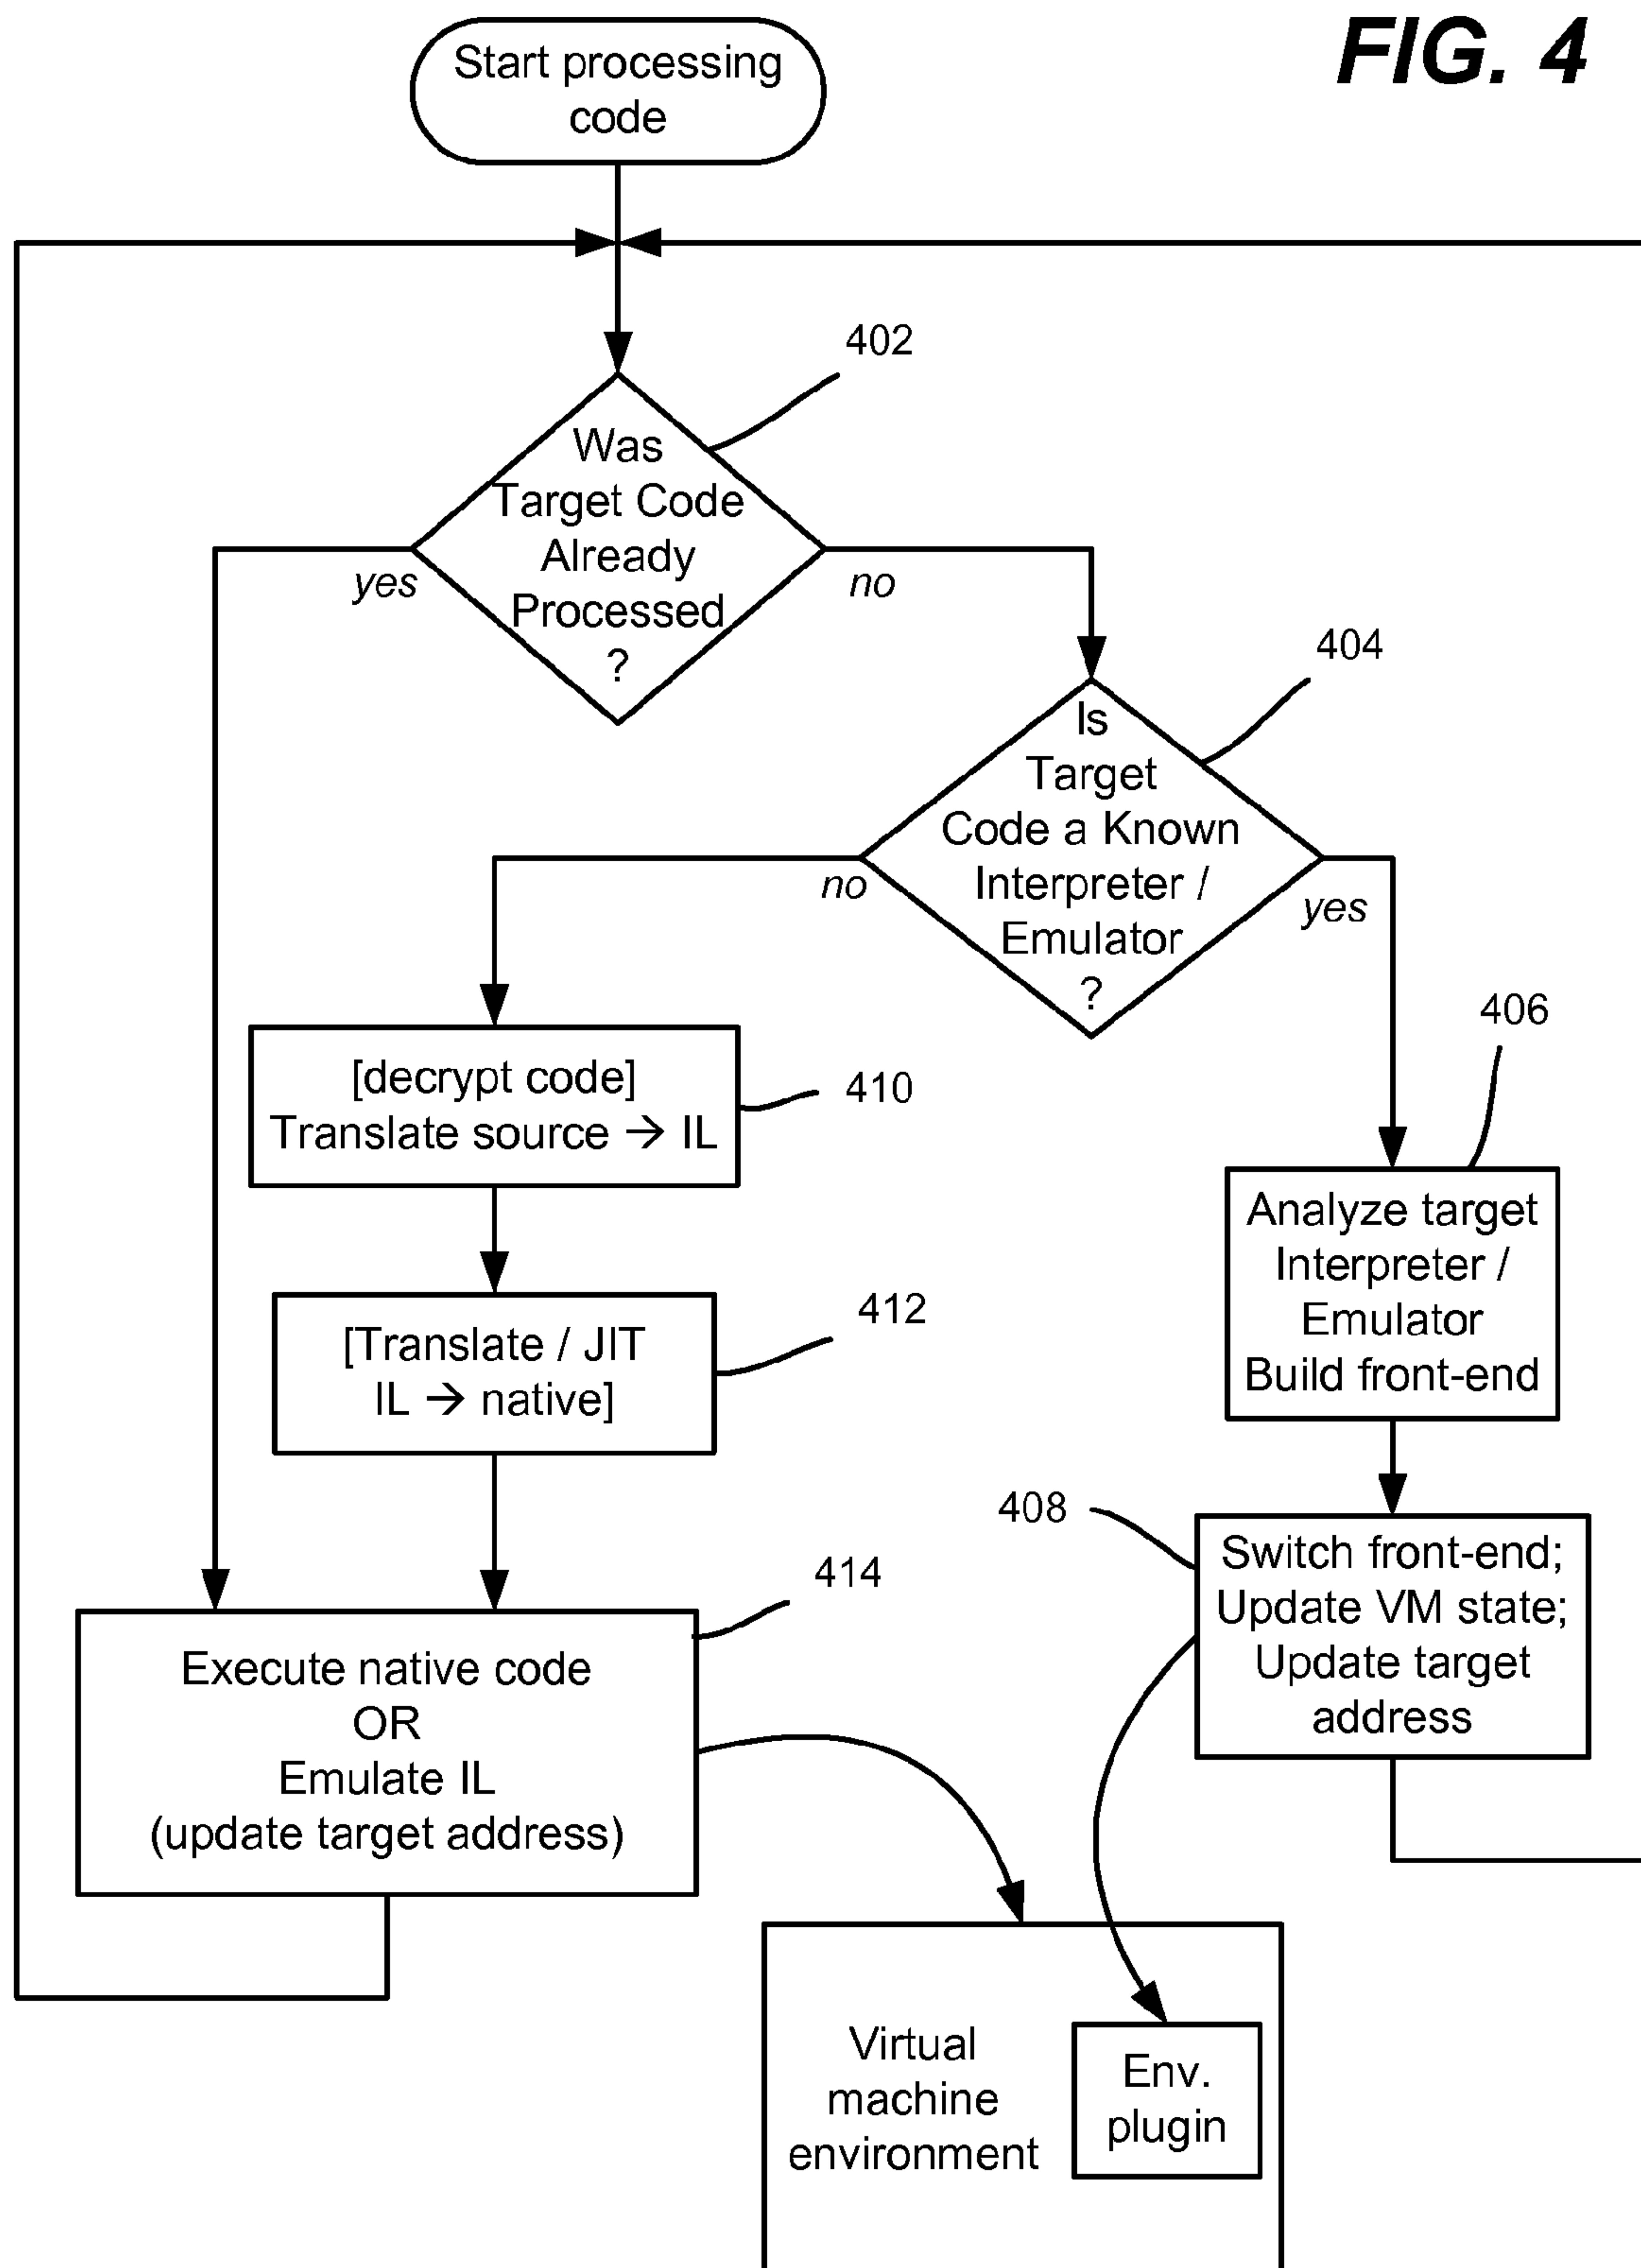 FIG. 4
Start processing
code
402
Was
Target Code
Already
Processed
?
yes
no
404
Is
Target
Code a Known
Interpreter /
Emulator
?
no
yes
406
[decrypt code]
Translate source → IL
410
Analyze target
Interpreter /
Emulator
Build front-end
412
[Translate / JIT
IL → native]
408
Switch front-end;
Update VM state;
Update target
address
414
Execute native code
OR
Emulate IL
(update target address)
Virtual
machine
environment
Env.
plugin